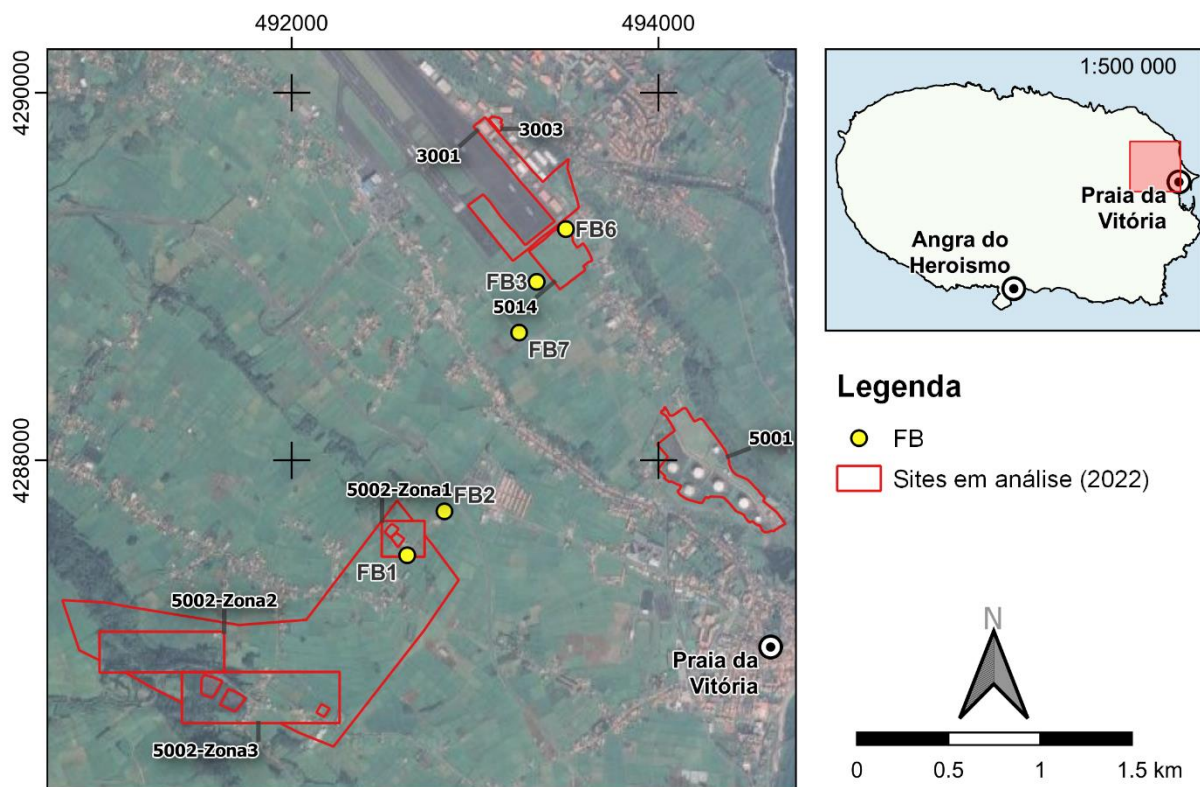 492000
494000
4290000
4288000
3003
3001
FB6
FB3
5014
FB7
5001
5002-Zona1
FB2
FB1
5002-Zona2
5002-Zona3
Praia da
Vitória
1:500 000
Praia da
Vitória
Angra do
Heroismo
Legenda
FB
Sites em análise (2022)
N
0 0.5 1 1.5 km